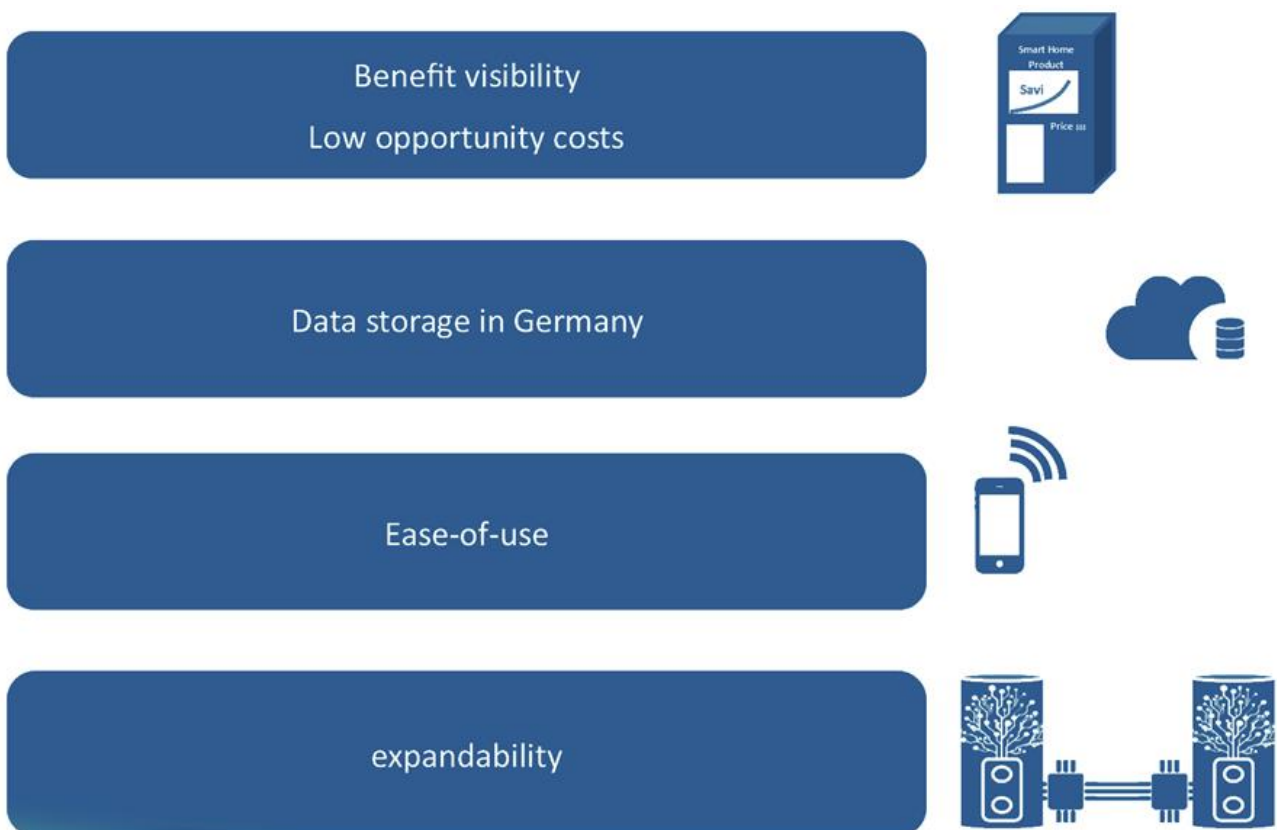 Benefit visibility
Low opportunity costs
Smart Home
Product
Savi
Price $$$
Data storage in Germany
Ease-of-use
expandability